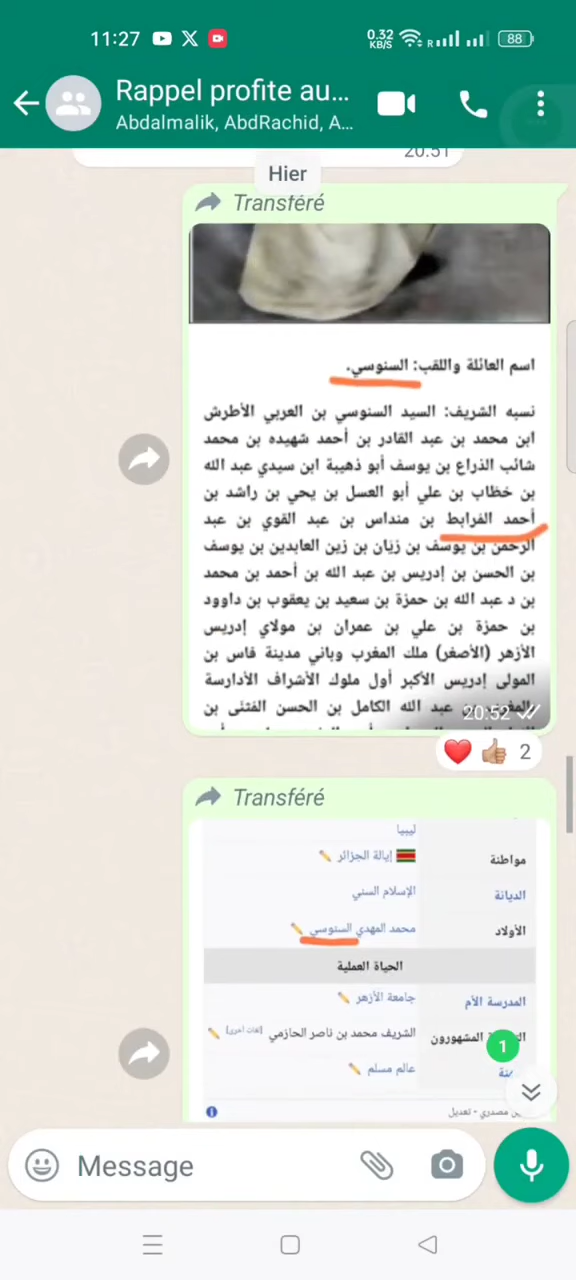 11:27
0.32
KB/S
R
88
Rappel profite au...
Abdalmalik, AbdRachid, A...
20:51
Hier
Transféré
اسم العائلة واللقب: السنوسي.
نسبه الشريف: السيد السنوسي بن العربي الأطرش
ابن محمد بن عبد القادر بن أحمد شهيده بن محمد
شائب الذراع بن يوسف أبو ذهيبة ابن سيدي عبد الله
بن خطاب بن علي أبو العسل بن يحي بن راشد بن
أحمد الفرابط بن منداس بن عبد القوي بن عبد
الرحمن بن يوسف بن زيان بن زين العابدين بن يوسف
بن الحسن بن إدريس بن عبد الله بن أحمد بن محمد
بن د عبد الله بن حمزة بن سعيد بن يعقوب بن داوود
بن حمزة بن علي بن عمران بن مولاي إدريس
الأزهر (الأصغر) ملك المغرب وباني مدينة فاس بن
المولى إدريس الأكبر أول ملوك الأشراف الأدارسة
بن عبد الله الكامل بن الحسن المثنى بن
20:52
2
Transféré
ليبيا
مواطنة إيالة الجزائر
الديانة الإسلام السني
الأولاد محمد المهدي السنوسي
الحياة العملية
المدرسة الأم جامعة الأزهر
المشهورون الشريف محمد بن ناصر الحازمي
1
عالم مسلم
مصدري - تعديل
Message